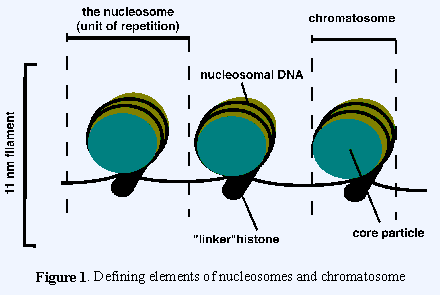 the nucleosome
(unit of repetition)
chromatosome
nucleosomal DNA
11 nm filament
"linker"histone
core particle
Figure 1. Defining elements of nucleosomes and chromatosome